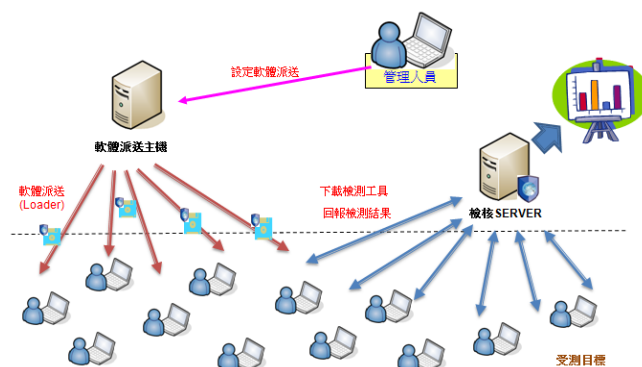 設定軟體派送
管理人員
軟體派送主機
軟體派送
(Loader)
下載檢測工具
回報檢測結果
檢核SERVER
受測目標